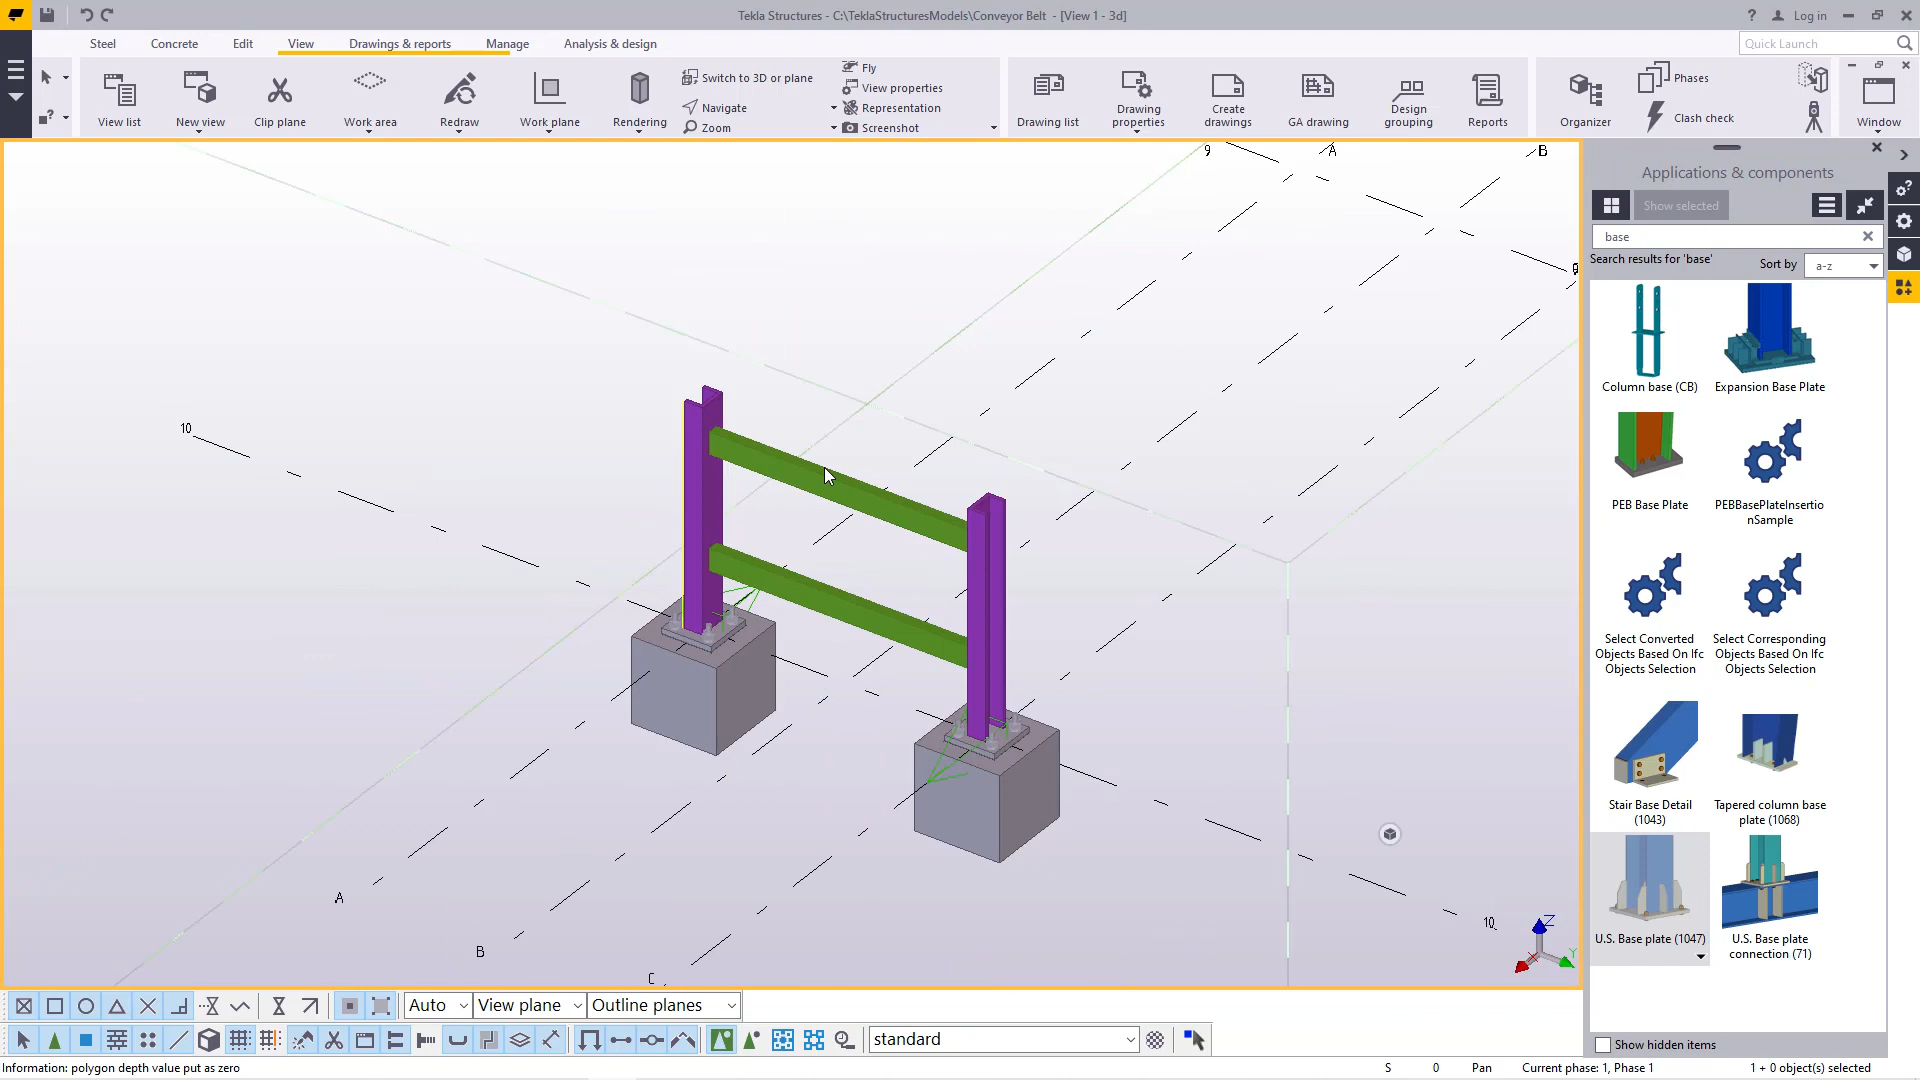 Tekla Structures - C:\TeklaStructuresModels\Conveyor Belt - [View 1 - 3d]
Log in
Steel
Concrete
Edit
View
Drawings & reports
Manage
Analysis & design
Quick Launch
View list
New view
Clip plane
Work area
Redraw
Work plane
Rendering
Switch to 3D or plane
Navigate
Zoom
Fly
View properties
Representation
Screenshot
Drawing list
Drawing properties
Create drawings
GA drawing
Design grouping
Reports
Organizer
Phases
Clash check
Window
Applications & components
Show selected
base
Search results for 'base'
Sort by
a-z
Column base (CB)
Expansion Base Plate
PEB Base Plate
PEBBasePlateInsertio
nSample
Select Converted
Objects Based On Ifc
Objects Selection
Select Corresponding
Objects Based On Ifc
Objects Selection
Stair Base Detail
(1043)
Tapered column base
plate (1068)
U.S. Base plate (1047)
U.S. Base plate
connection (71)
Show hidden items
9
A
B
10
A
B
C
10
Z
Y
Auto
View plane
Outline planes
standard
Information: polygon depth value put as zero
S
0
Pan
Current phase: 1, Phase 1
1 + 0 object(s) selected